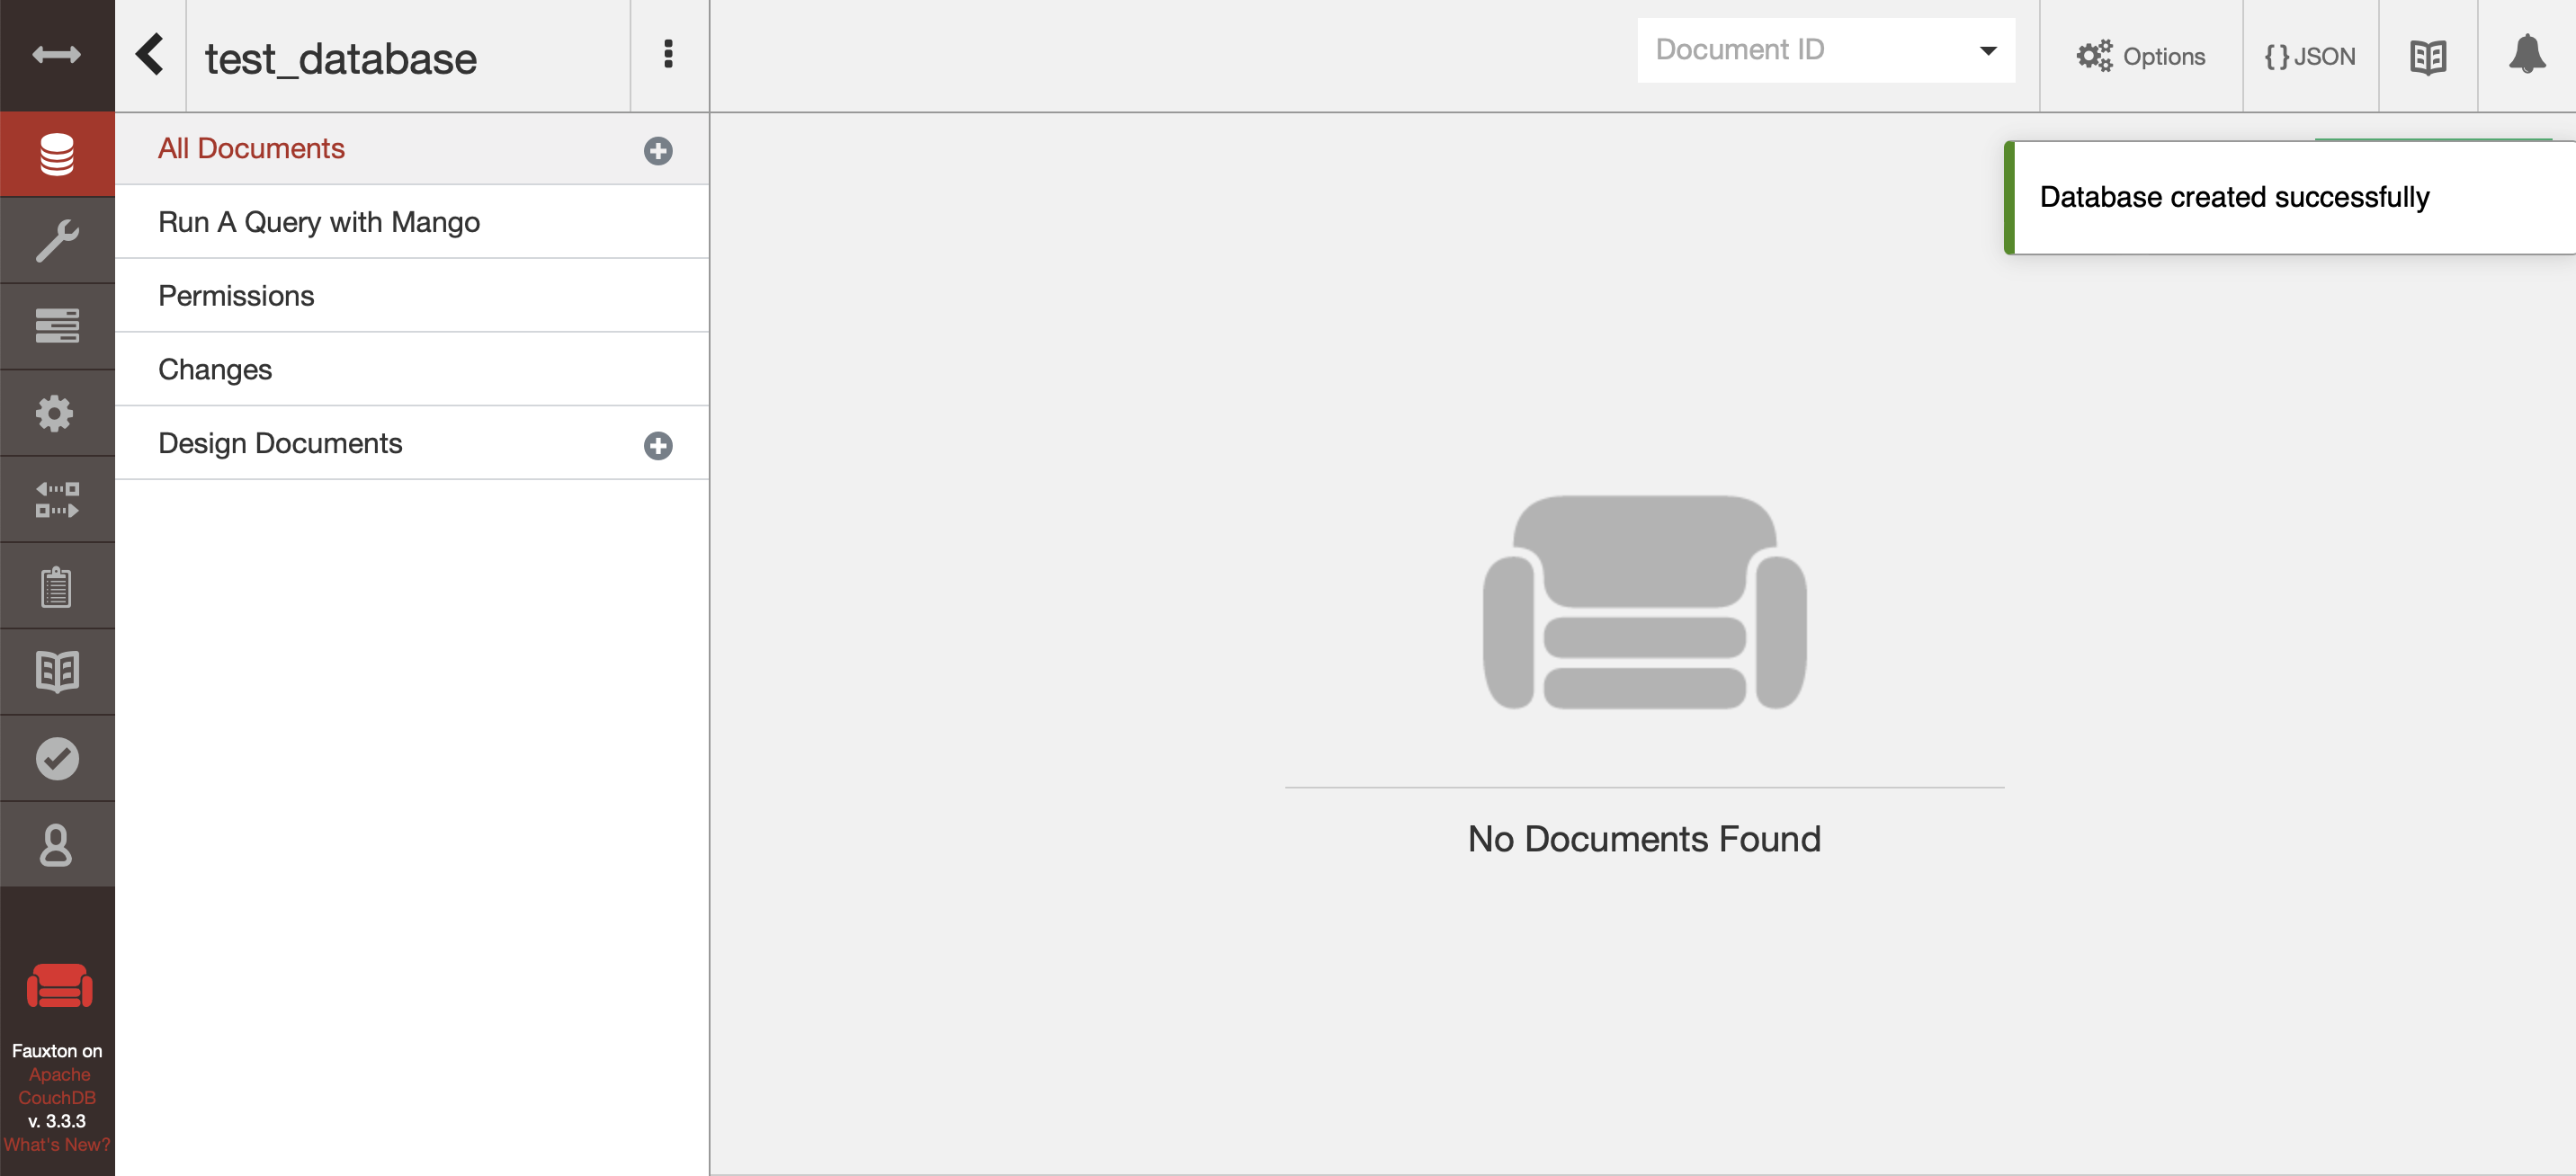 test_database
Document ID
Options
{ } JSON
All Documents
Run A Query with Mango
Permissions
Changes
Design Documents
Database created successfully
No Documents Found
Fauxton on
Apache
CouchDB
v. 3.3.3
What's New?